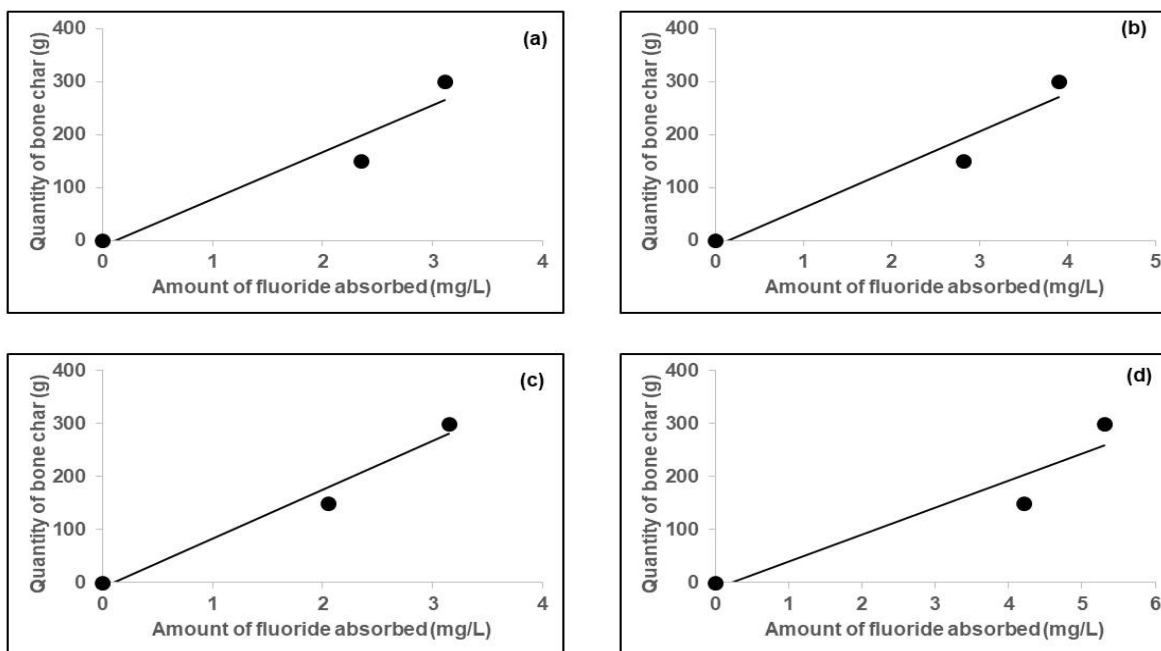 (a)
Quantity of bone char (g)
400
300
200
100
0
0 1 2 3 4
Amount of fluoride absorbed (mg/L)
(b)
Quantity of bone char (g)
400
300
200
100
0
0 1 2 3 4 5
Amount of fluoride absorbed (mg/L)
(c)
Quantity of bone char (g)
400
300
200
100
0
0 1 2 3 4
Amount of fluoride absorbed (mg/L)
(d)
Quantity of bone char (g)
400
300
200
100
0
0 1 2 3 4 5 6
Amount of fluoride absorbed (mg/L)